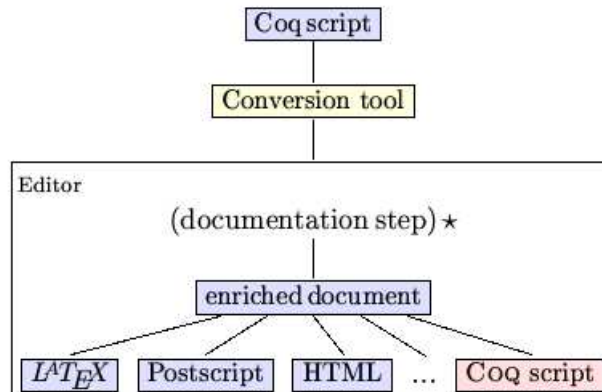 Coq script
Conversion tool
Editor
(documentation step) ⋆
enriched document
LATEX Postscript HTML ... COQ script